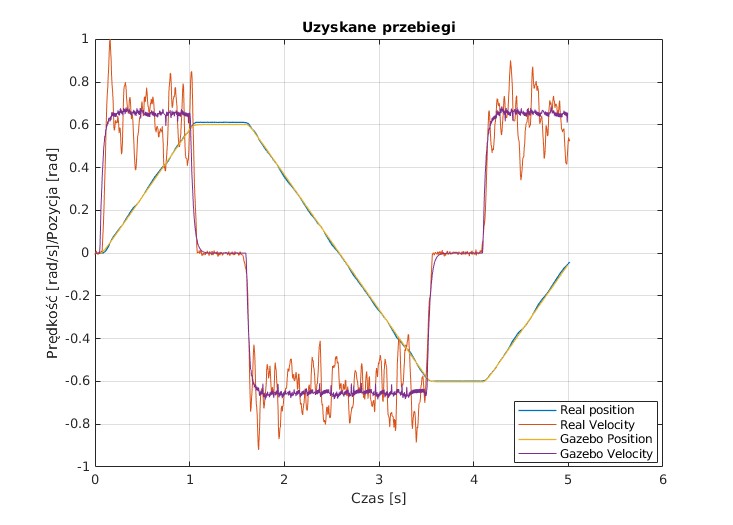 Uzyskane przebiegi
1
0.8
0.6
0.4
0.2
0
-0.2
-0.4
-0.6
-0.8
-1
Prędkość [rad/s]/Pozycja [rad]
Real position
Real Velocity
Gazebo Position
Gazebo Velocity
0 1 2 3 4 5 6
Czas [s]